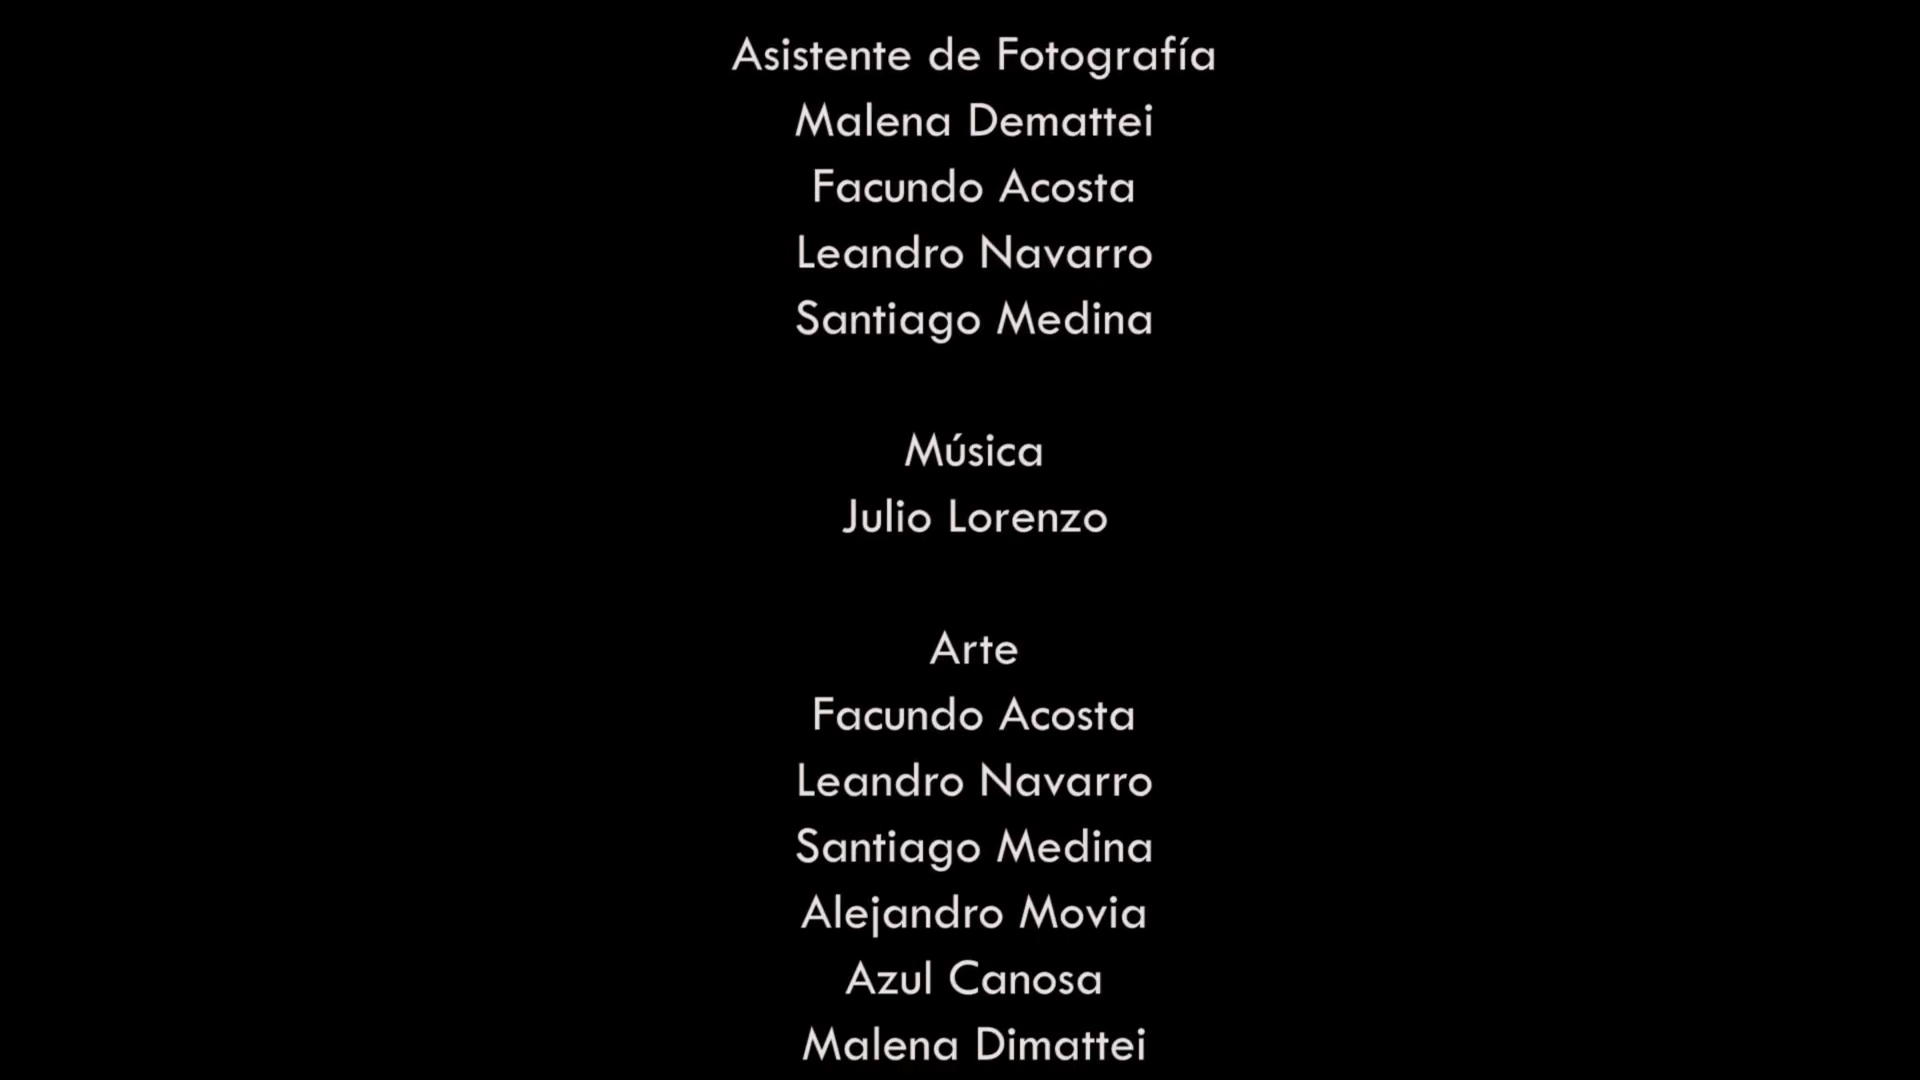 Asistente de Fotografía
Malena Demattei
Facundo Acosta
Leandro Navarro
Santiago Medina
Música
Julio Lorenzo
Arte
Facundo Acosta
Leandro Navarro
Santiago Medina
Alejandro Movia
Azul Canosa
Malena Dimattei